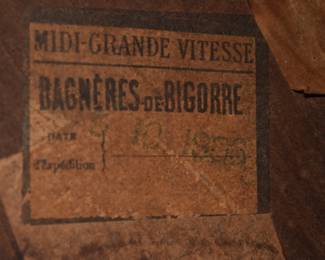 MIDI-GRANDE VITESSE
BAGNÈRES-DE-BIGORRE
DATE
d'Expédition